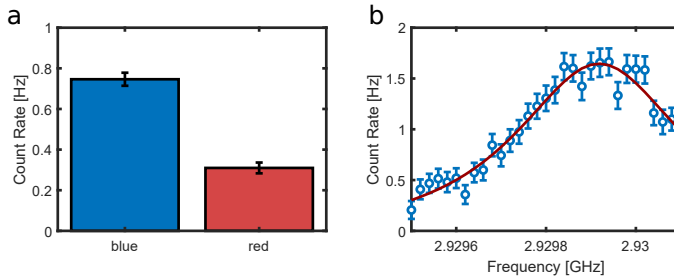 a
Count Rate [Hz]
1
0.8
0.6
0.4
0.2
0
blue
red
b
Count Rate [Hz]
2
1.5
1
0.5
0
2.9296
2.9298
2.93
Frequency [GHz]